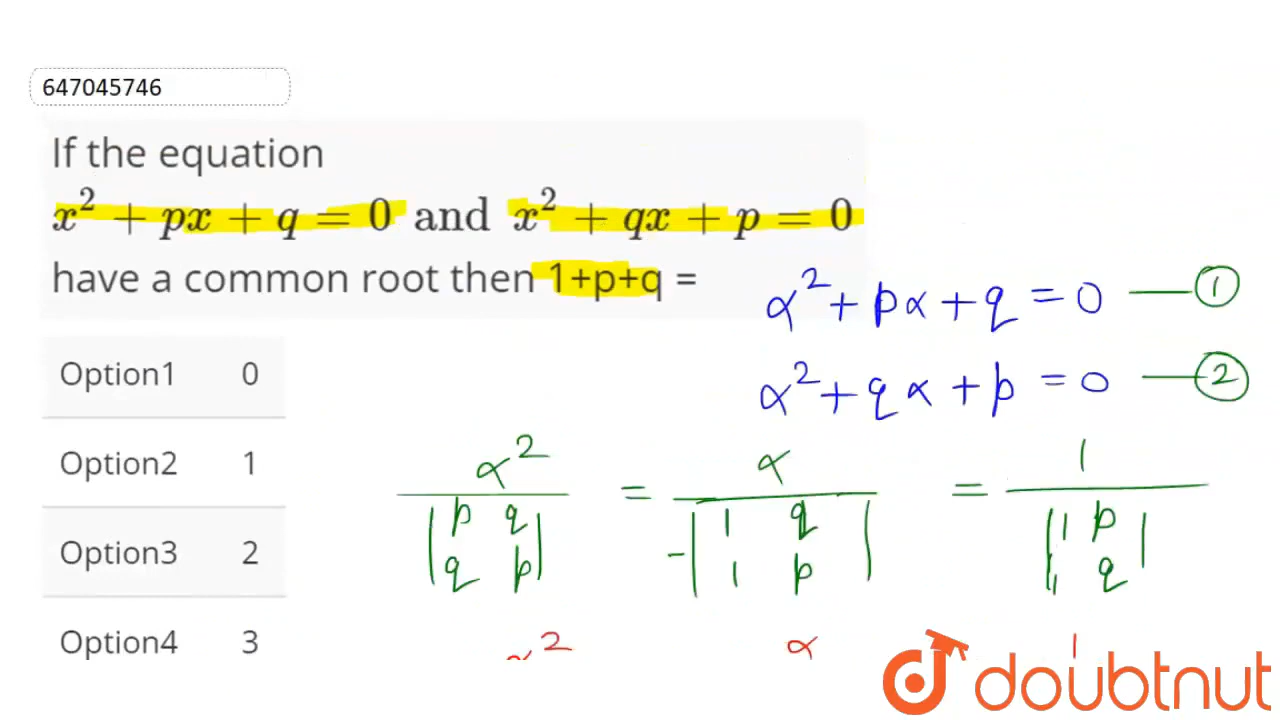 647045746
If the equation
x² + px + q = 0 and x² + qx + p = 0
have a common root then 1+p+q =
α² + pα + q = 0 —— ①
α² + qα + p = 0 —— ②
Option1 0
Option2 1
Option3 2
Option4 3
α² / |p q; q p| = α / -|1 q; 1 p| = 1 / |1 p; 1 q|
α² α 1
doubtnut